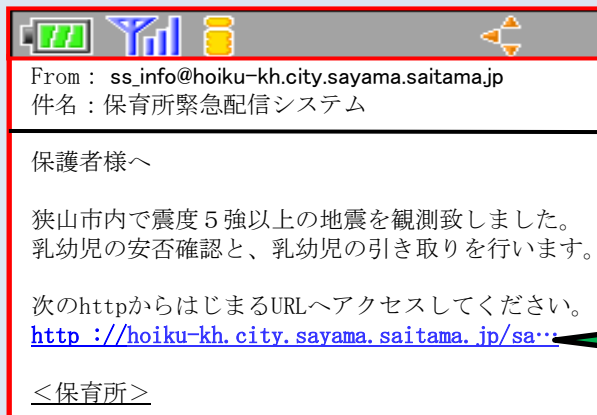 From : ss_info@hoiku-kh.city.sayama.saitama.jp
件名：保育所緊急配信システム
保護者様へ
狭山市内で震度５強以上の地震を観測致しました。
乳幼児の安否確認と、乳幼児の引き取りを行います。
次のhttpからはじまるURLへアクセスしてください。
http ://hoiku-kh.city.sayama.saitama.jp/sa…
＜保育所＞